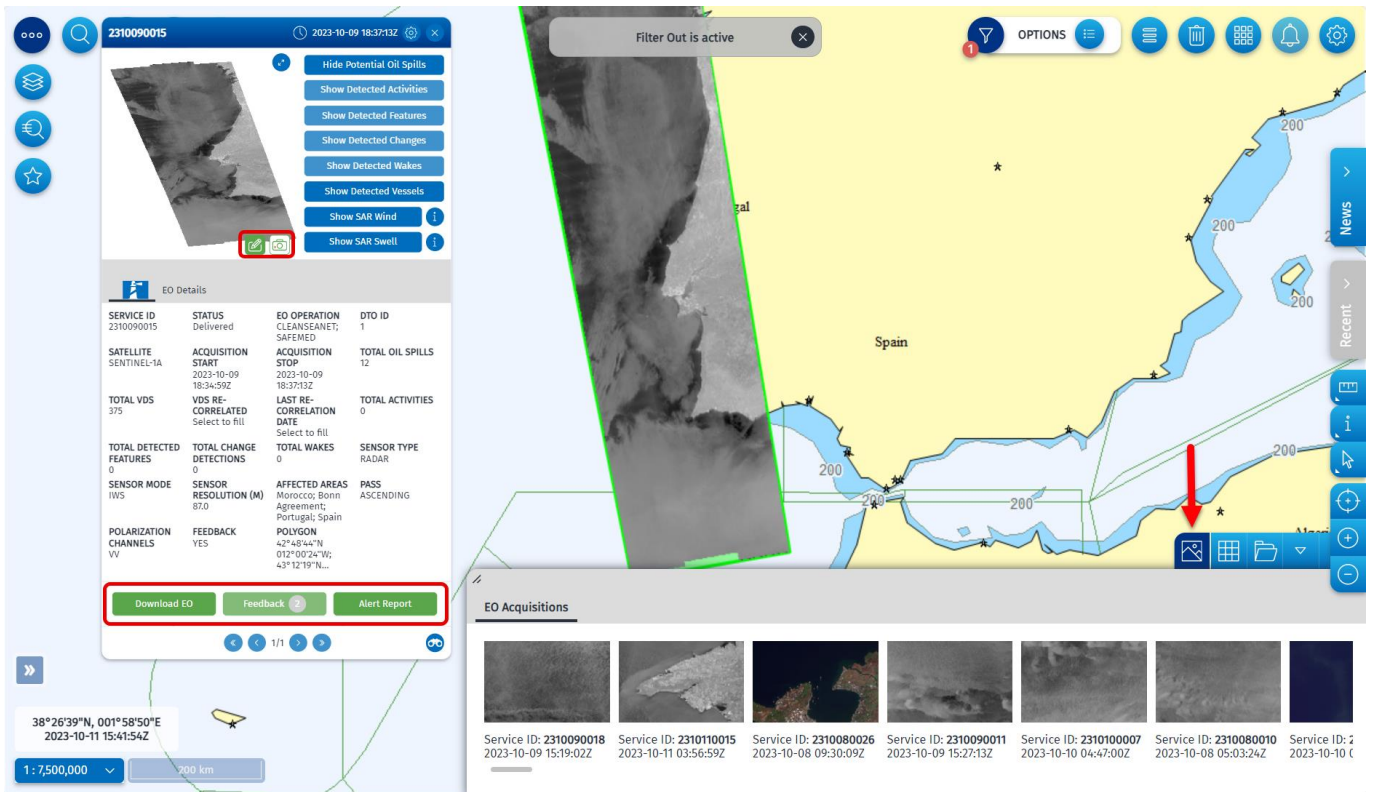 2310090015
2023-10-09 18:37:13Z
Hide Potential Oil Spills
Show Detected Activities
Show Detected Features
Show Detected Changes
Show Detected Wakes
Show Detected Vessels
Show SAR Wind
i
Show SAR Swell
i
EO Details
SERVICE ID
2310090015
STATUS
Delivered
EO OPERATION
CLEANSEANET;
SAFEMED
DTO ID
1
SATELLITE
SENTINEL-1A
ACQUISITION
START
2023-10-09
18:34:59Z
ACQUISITION
STOP
2023-10-09
18:37:13Z
TOTAL OIL SPILLS
12
TOTAL VDS
375
VDS RE-
CORRELATED
Select to fill
LAST RE-
CORRELATION
DATE
Select to fill
TOTAL ACTIVITIES
0
TOTAL DETECTED
FEATURES
0
TOTAL CHANGE
DETECTIONS
0
TOTAL WAKES
0
SENSOR TYPE
RADAR
SENSOR MODE
IWS
SENSOR
RESOLUTION (M)
87.0
AFFECTED AREAS
Morocco; Bonn
Agreement;
Portugal; Spain
PASS
ASCENDING
POLARIZATION
CHANNELS
VV
FEEDBACK
YES
POLYGON
42°48'44"N
012°00'24"W;
43°12'19"N...
Download EO
Feedback 2
Alert Report
1/1
38°26'39"N, 001°58'50"E
2023-10-11 15:41:54Z
1 : 7,500,000
200 km
Filter Out is active
1
OPTIONS
gal
Spain
200
200
200
200
200
200
200
News
Recent
i
EO Acquisitions
Service ID: 2310090018
2023-10-09 15:19:02Z
Service ID: 2310110015
2023-10-11 03:56:59Z
Service ID: 2310080026
2023-10-08 09:30:09Z
Service ID: 2310090011
2023-10-09 15:27:13Z
Service ID: 2310100007
2023-10-10 04:47:00Z
Service ID: 2310080010
2023-10-08 05:03:24Z
Service ID: 2
2023-10-10